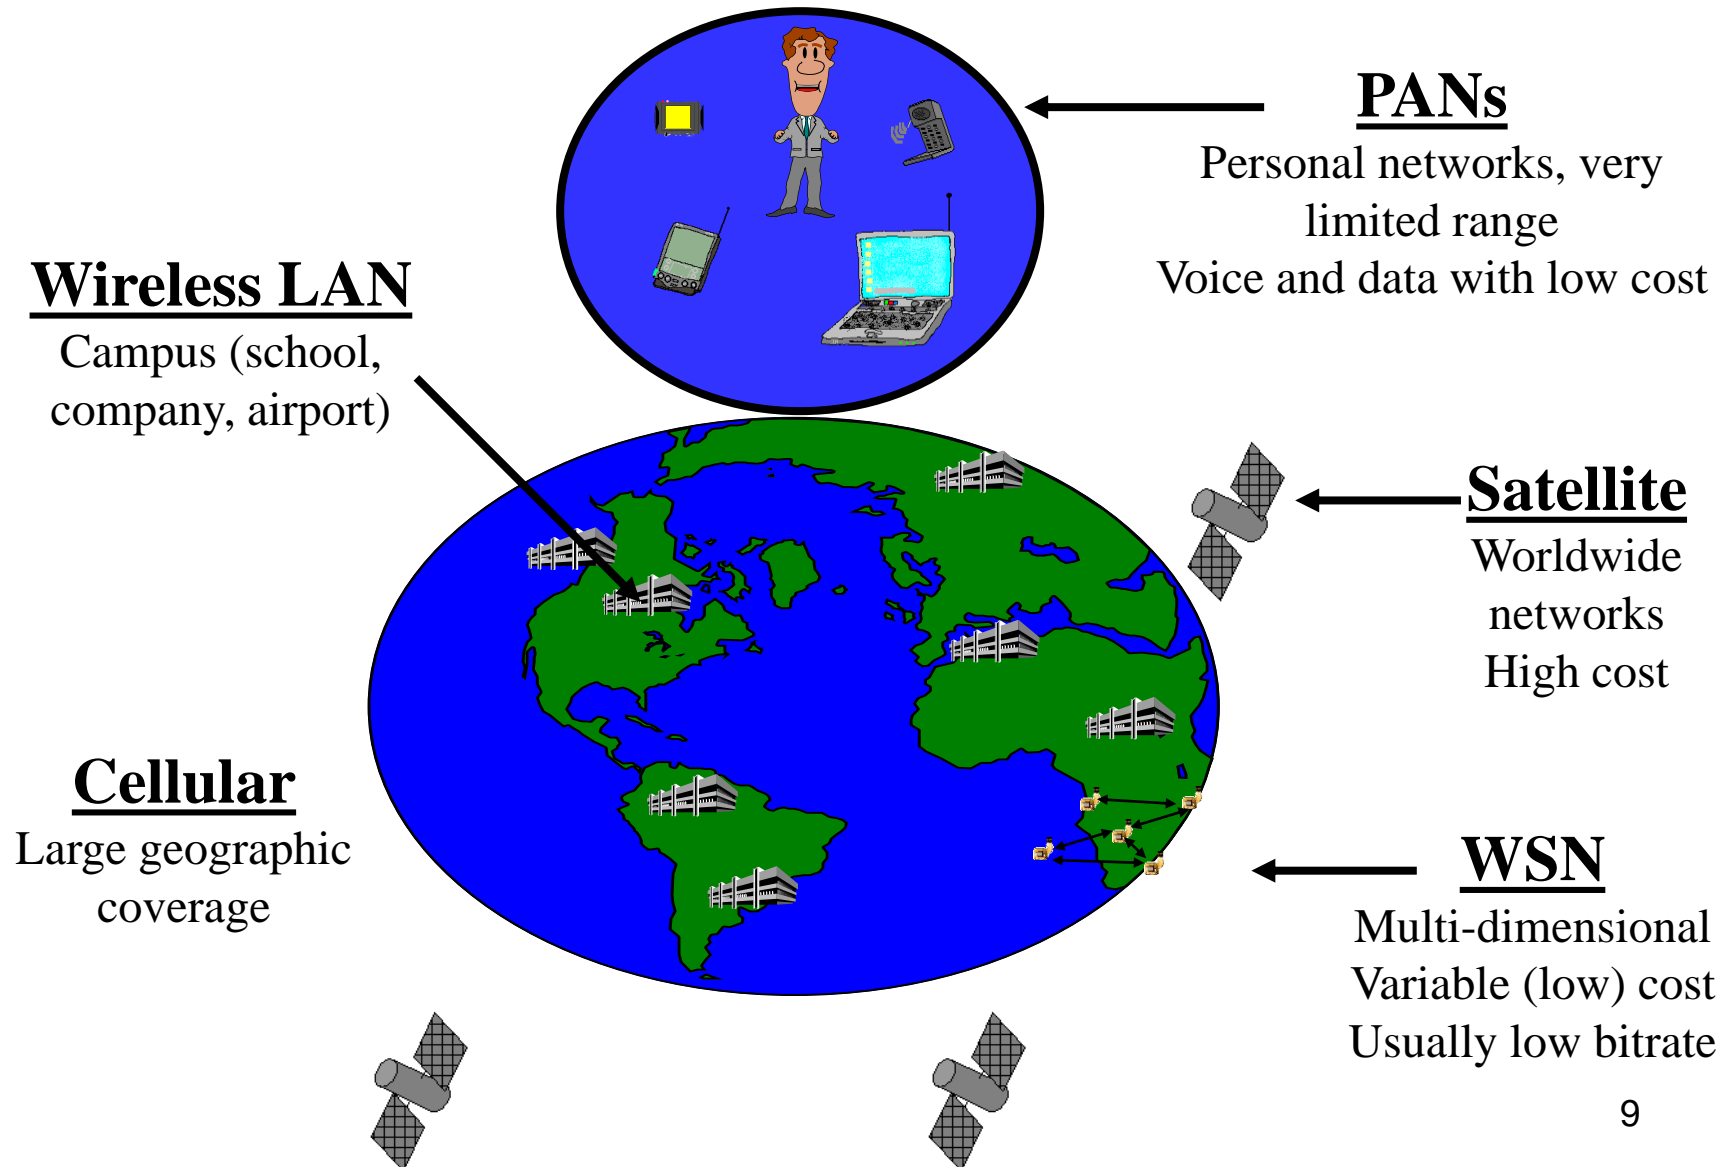 PANs
Personal networks, very
limited range
Voice and data with low cost
Wireless LAN
Campus (school,
company, airport)
Satellite
Worldwide
networks
High cost
Cellular
Large geographic
coverage
WSN
Multi-dimensional
Variable (low) cost
Usually low bitrate
9